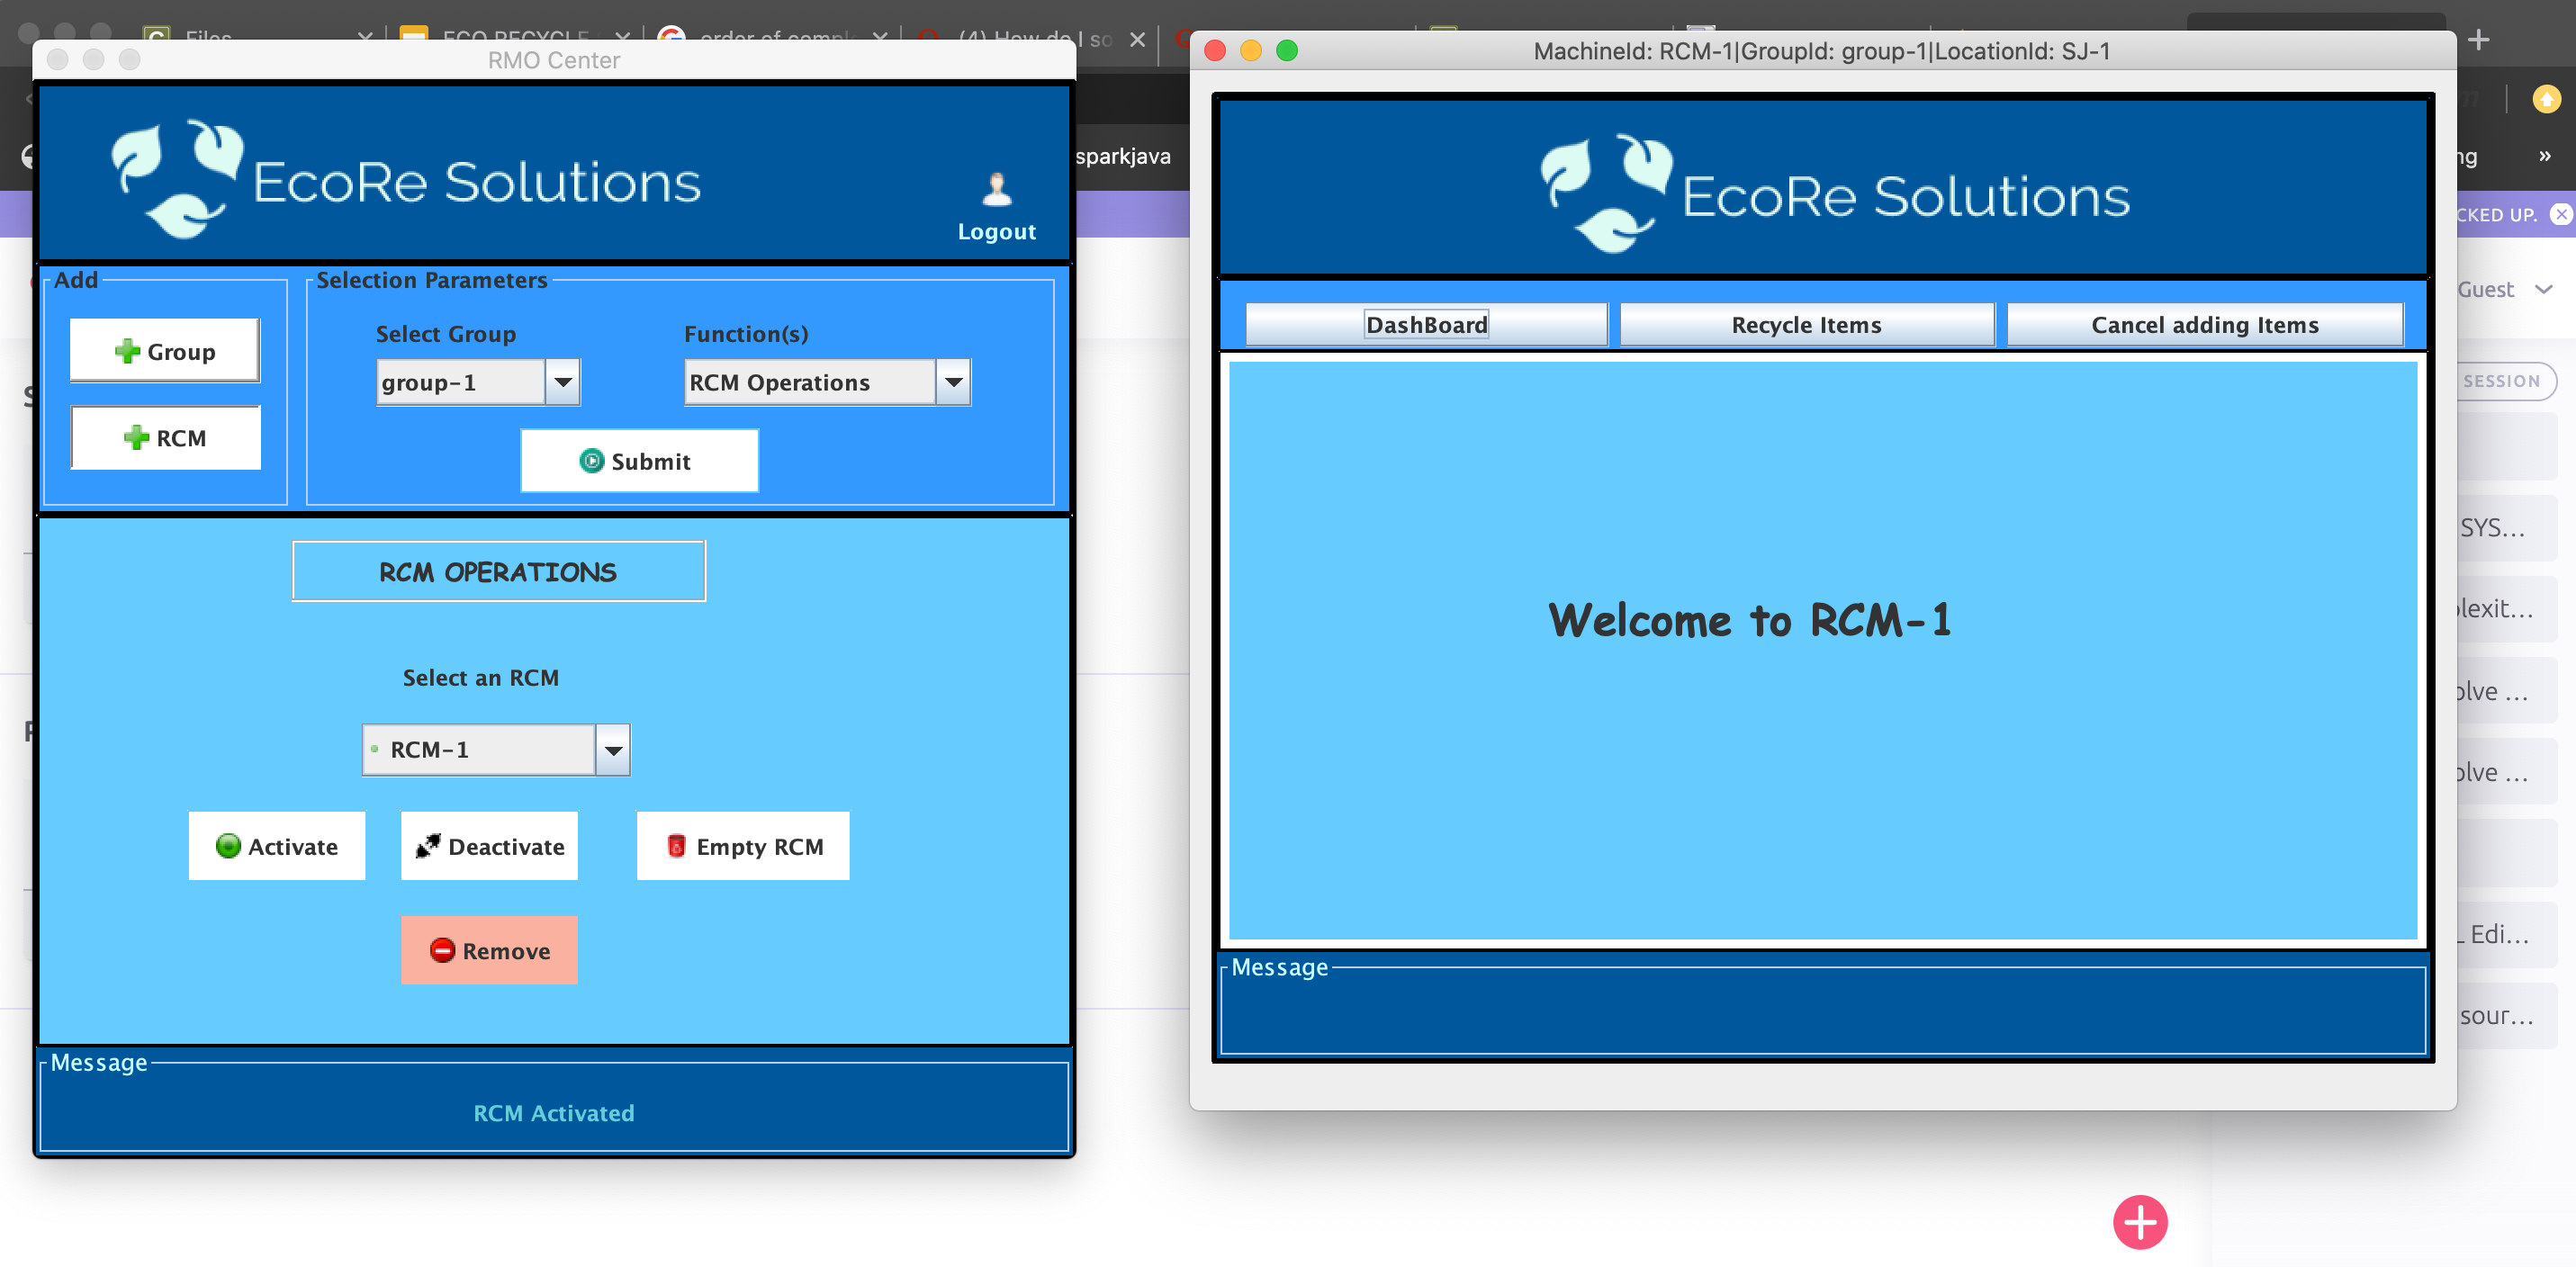 Files
ECO RECYCLE
order of compl
(4) How do I so
RMO Center
EcoRe Solutions
Logout
Add
Group
RCM
Selection Parameters
Select Group
Function(s)
group-1
RCM Operations
Submit
RCM OPERATIONS
Select an RCM
RCM-1
Activate
Deactivate
Empty RCM
Remove
Message
RCM Activated
sparkjava
MachineId: RCM-1|GroupId: group-1|LocationId: SJ-1
EcoRe Solutions
DashBoard
Recycle Items
Cancel adding Items
Welcome to RCM-1
Message
ng
»
CKED UP.
Guest
SESSION
SYS...
plexit...
olve ...
olve ...
L Edi...
sour...